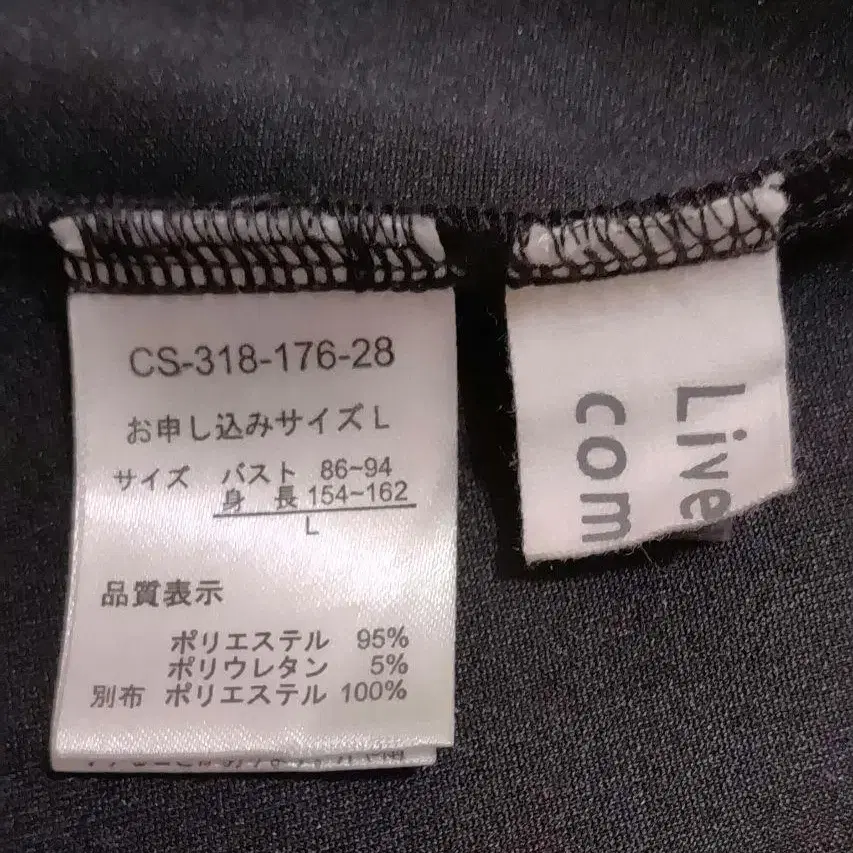 CS-318-176-28
お申し込みサイズ L
サイズ バスト 86~94
身 長 154~162
L
品質表示
ポリエステル 95%
ポリウレタン 5%
別布 ポリエステル 100%
Live
com